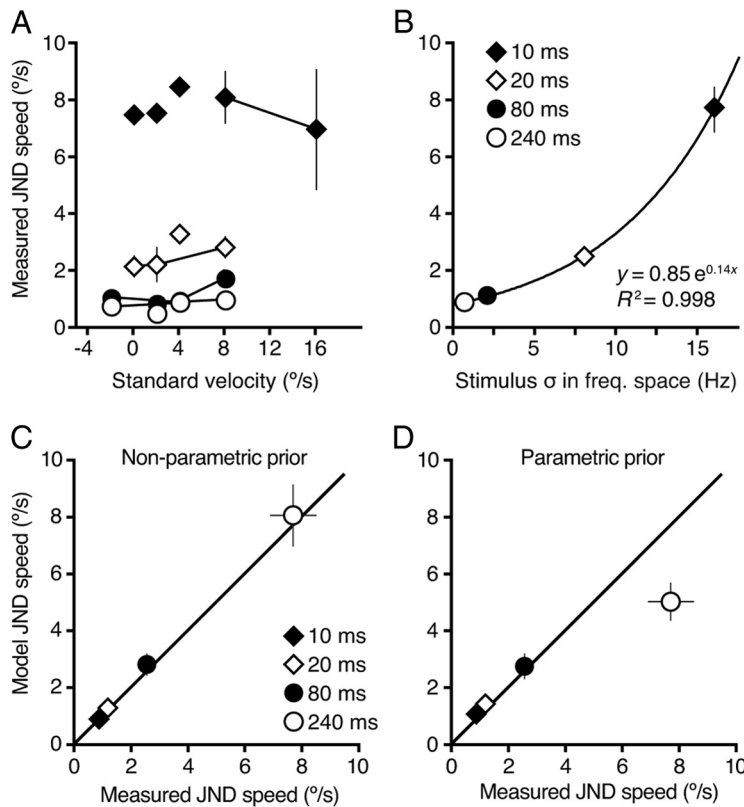 A
B
10
8
6
4
2
0
Measured JND speed (º/s)
-4 0 4 8 12 16
Standard velocity (º/s)
10
8
6
4
2
0
10 ms
20 ms
80 ms
240 ms
y = 0.85 e0.14x
R2 = 0.998
0 5 10 15
Stimulus σ in freq. space (Hz)
C
D
Non-parametric prior
10
8
6
4
2
0
Model JND speed (º/s)
10 ms
20 ms
80 ms
240 ms
0 2 4 6 8 10
Measured JND speed (º/s)
Parametric prior
10
8
6
4
2
0
0 2 4 6 8 10
Measured JND speed (º/s)